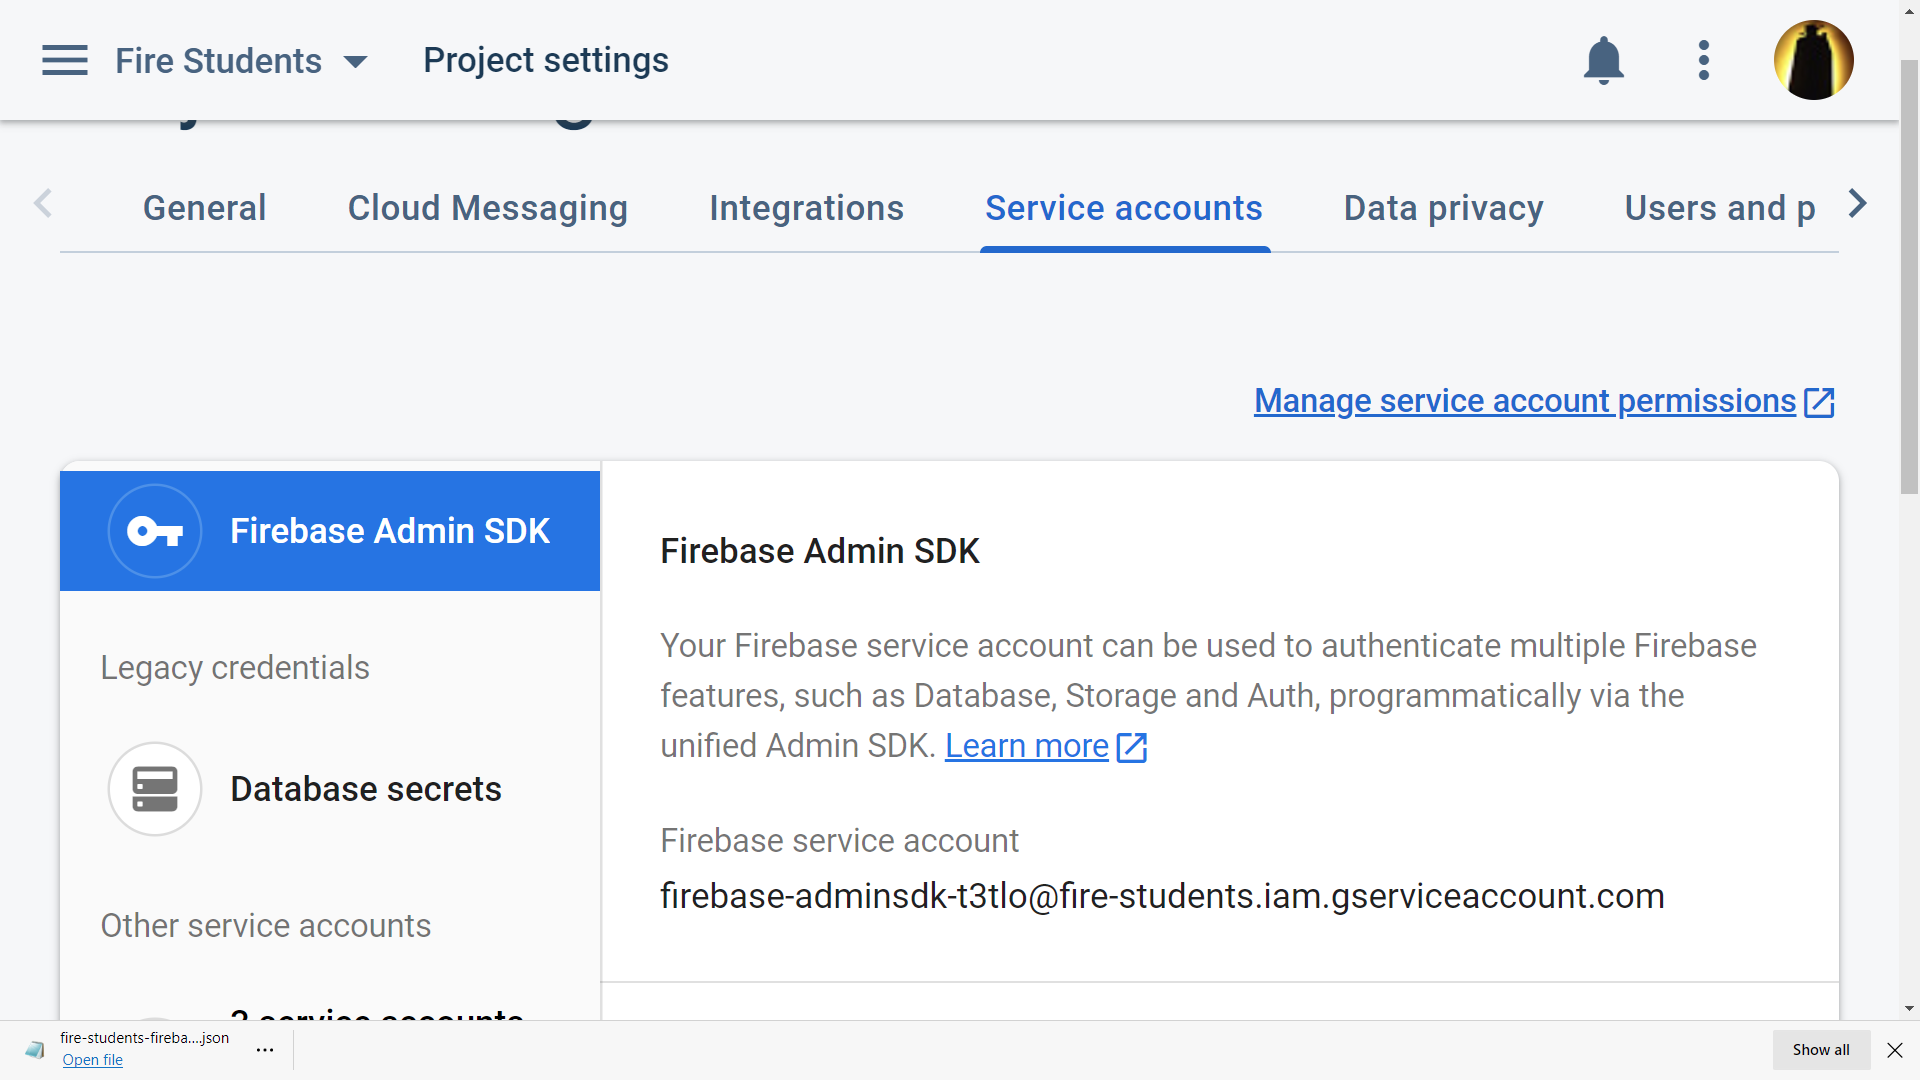 Fire Students
Project settings
General
Cloud Messaging
Integrations
Service accounts
Data privacy
Users and p
Manage service account permissions
Firebase Admin SDK
Legacy credentials
Database secrets
Other service accounts
service accounts
Firebase Admin SDK
Your Firebase service account can be used to authenticate multiple Firebase
features, such as Database, Storage and Auth, programmatically via the
unified Admin SDK. Learn more
Firebase service account
firebase-adminsdk-t3tlo@fire-students.iam.gserviceaccount.com
fire-students-fireba....json
Open file
Show all